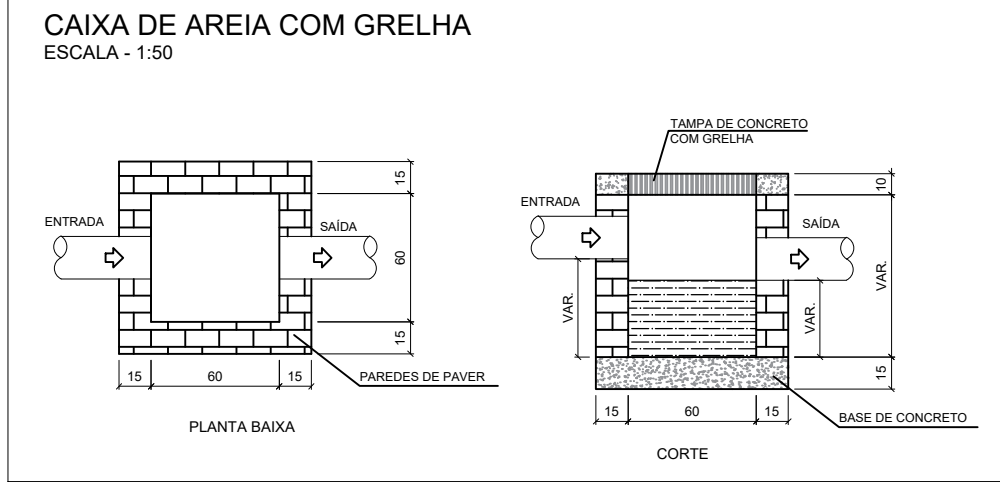 CAIXA DE AREIA COM GRELHA
ESCALA - 1:50
ENTRADA
SAÍDA
15
60
15
15
60
15
PAREDES DE PAVER
PLANTA BAIXA
TAMPA DE CONCRETO
COM GRELHA
ENTRADA
SAÍDA
10
VAR.
VAR.
VAR.
15
15
60
15
BASE DE CONCRETO
CORTE